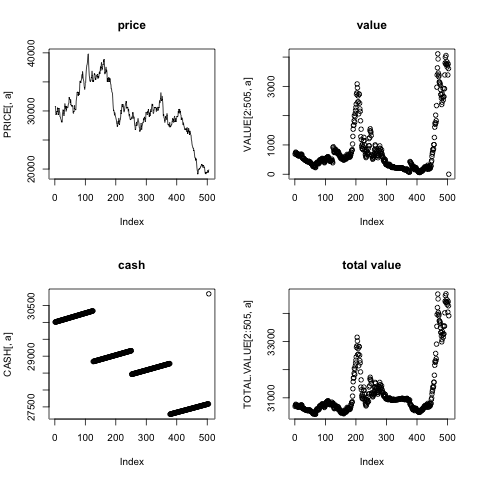 price
PRICE[, a]
20000 30000 40000
0 100 200 300 400 500
Index
value
VALUE[2:505, a]
0 1000 3000
0 100 200 300 400 500
Index
cash
CASH[, a]
27500 29000 30500
0 100 200 300 400 500
Index
total value
TOTAL.VALUE[2:505, a]
31000 33000
0 100 200 300 400 500
Index